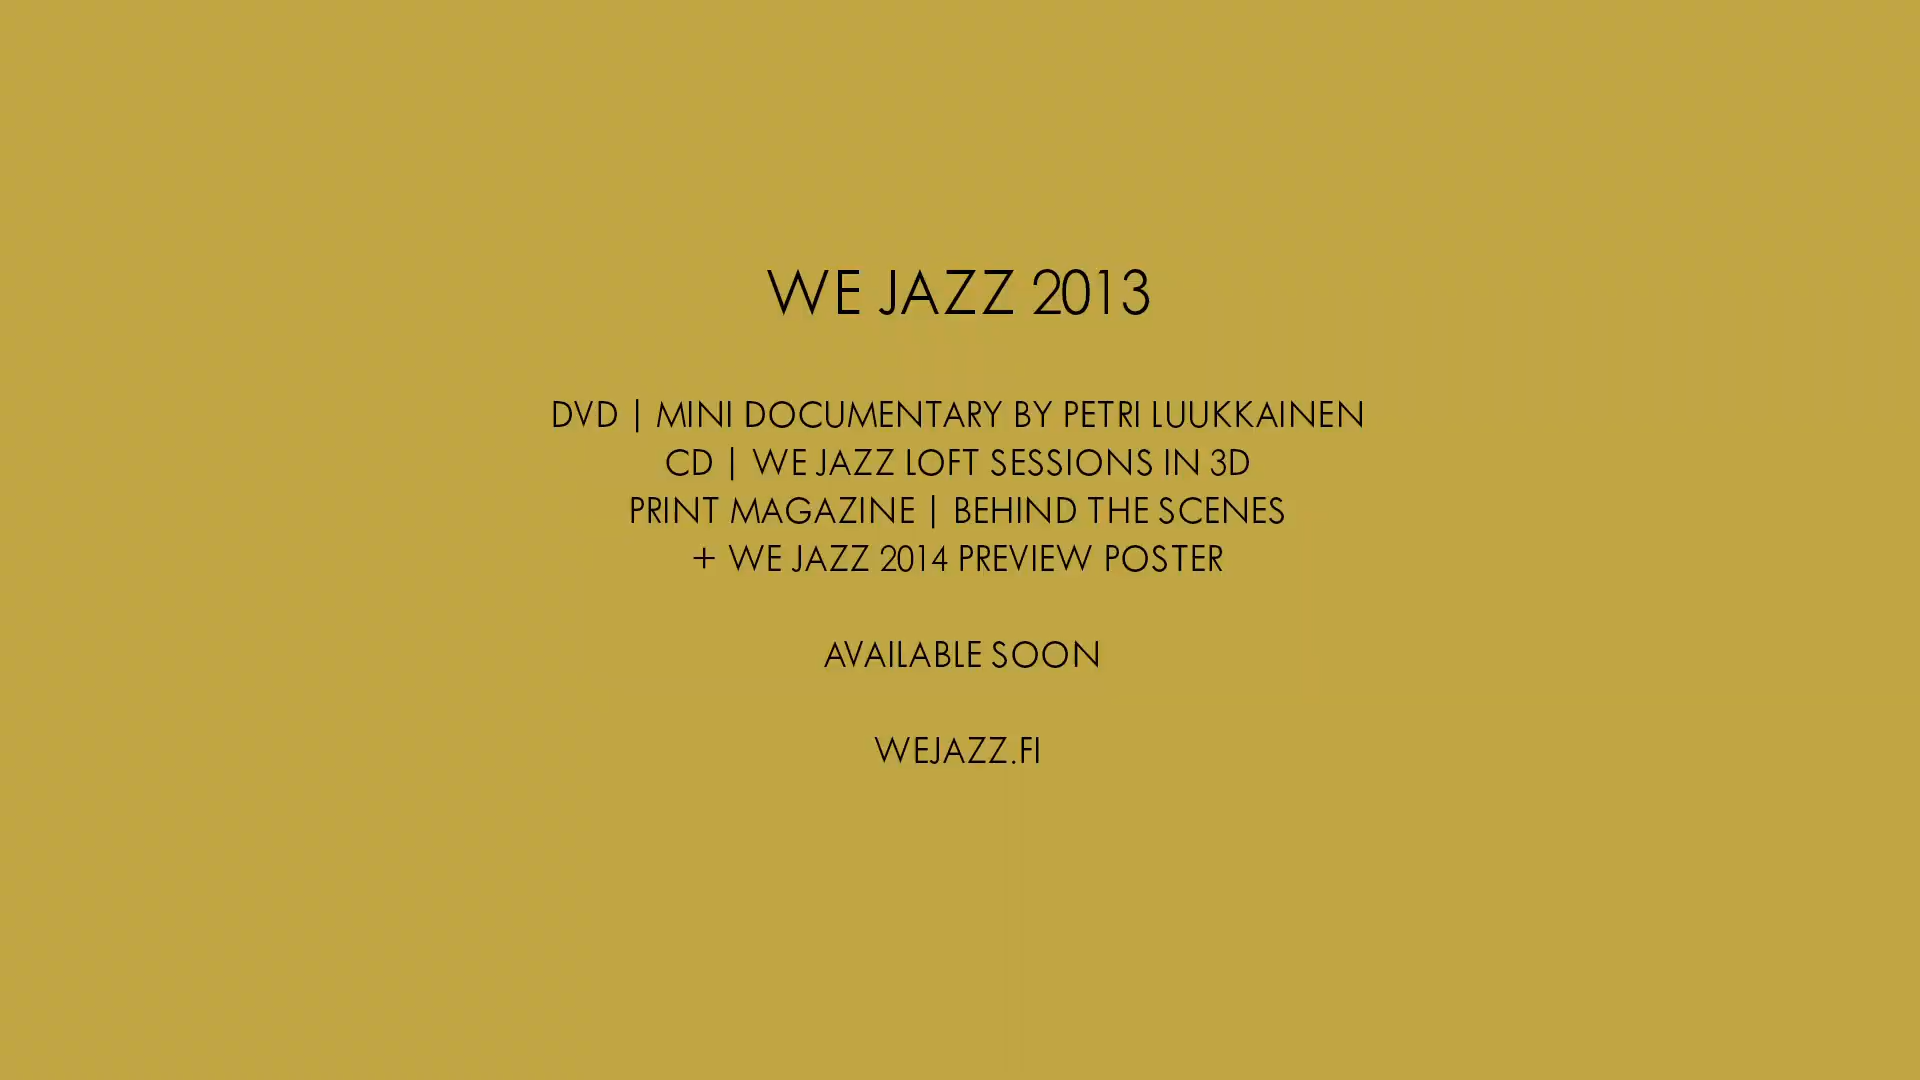 WE JAZZ 2013
DVD | MINI DOCUMENTARY BY PETRI LUUKKAINEN
CD | WE JAZZ LOFT SESSIONS IN 3D
PRINT MAGAZINE | BEHIND THE SCENES
+ WE JAZZ 2014 PREVIEW POSTER
AVAILABLE SOON
WEJAZZ.FI